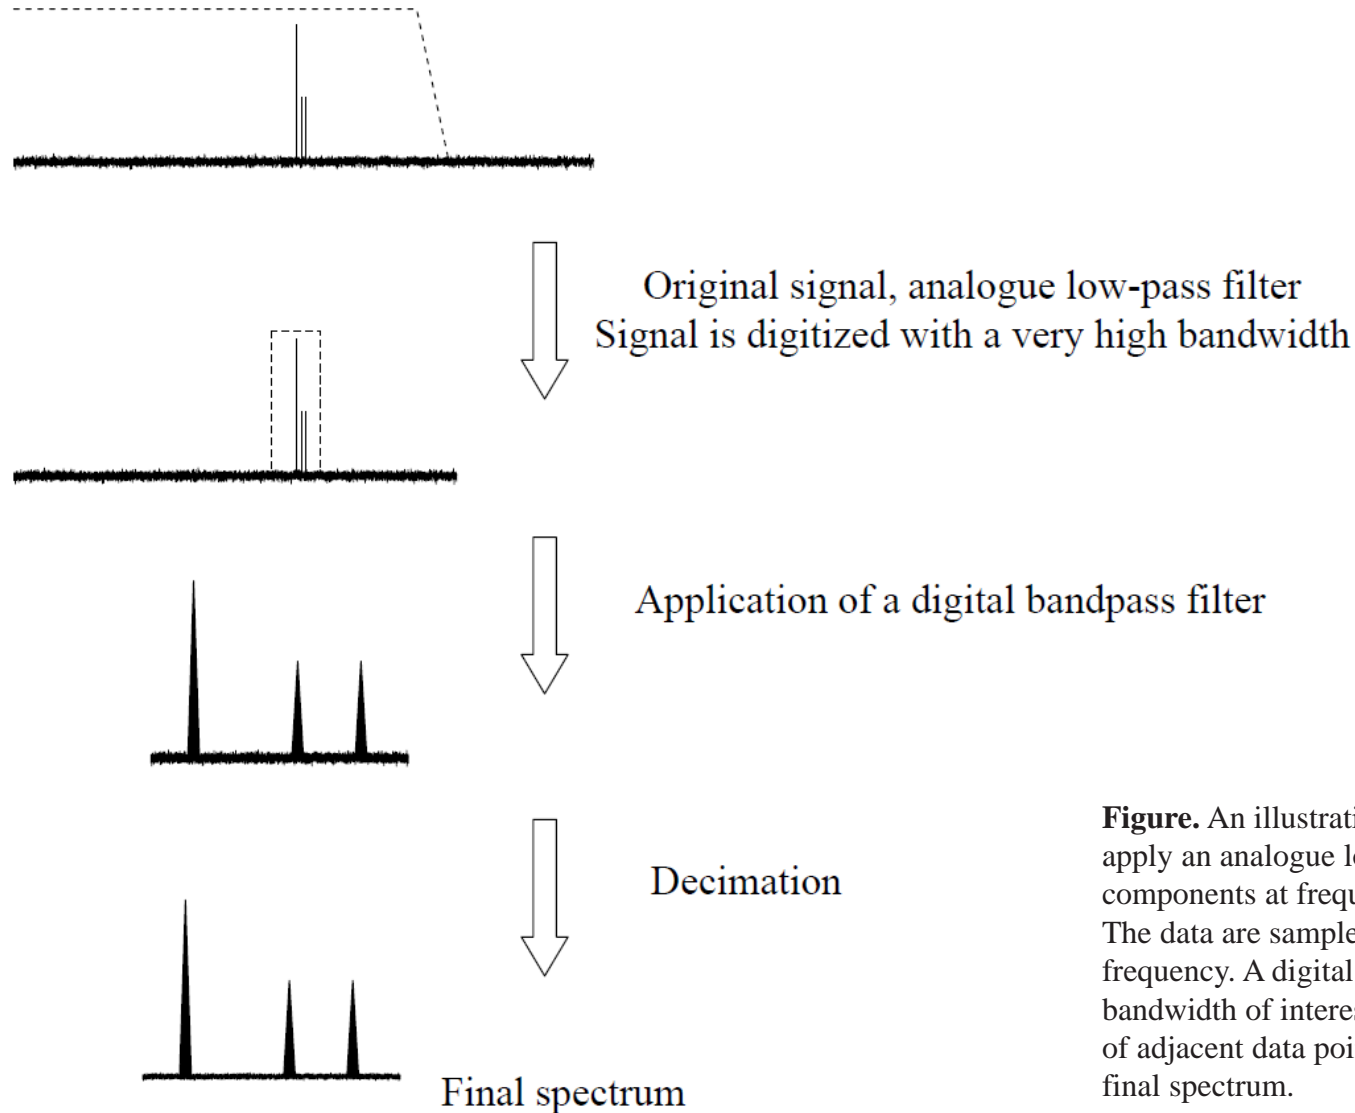 Original signal, analogue low-pass filter
Signal is digitized with a very high bandwidth
Application of a digital bandpass filter
Decimation
Final spectrum
Figure. An illustrati
apply an analogue l
components at frequ
The data are sample
frequency. A digital
bandwidth of interes
of adjacent data poi
final spectrum.